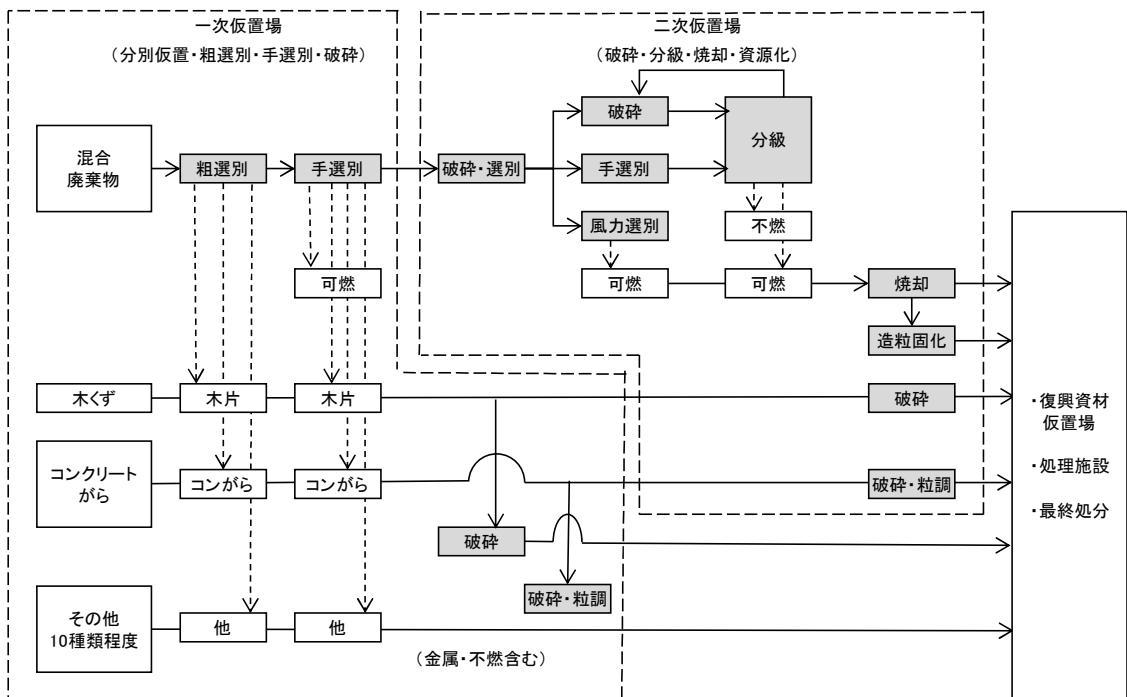 一次仮置場
（分別仮置・粗選別・手選別・破砕）
二次仮置場
（破砕・分級・焼却・資源化）
混合
廃棄物
粗選別
手選別
破砕・選別
破砕
手選別
風力選別
分級
不燃
可燃
可燃
可燃
焼却
造粒固化
木くず
木片
木片
破砕
コンクリート
がら
コンがら
コンがら
破砕・粒調
破砕
破砕・粒調
その他
10種類程度
他
他
（金属・不燃含む）
・復興資材
仮置場
・処理施設
・最終処分